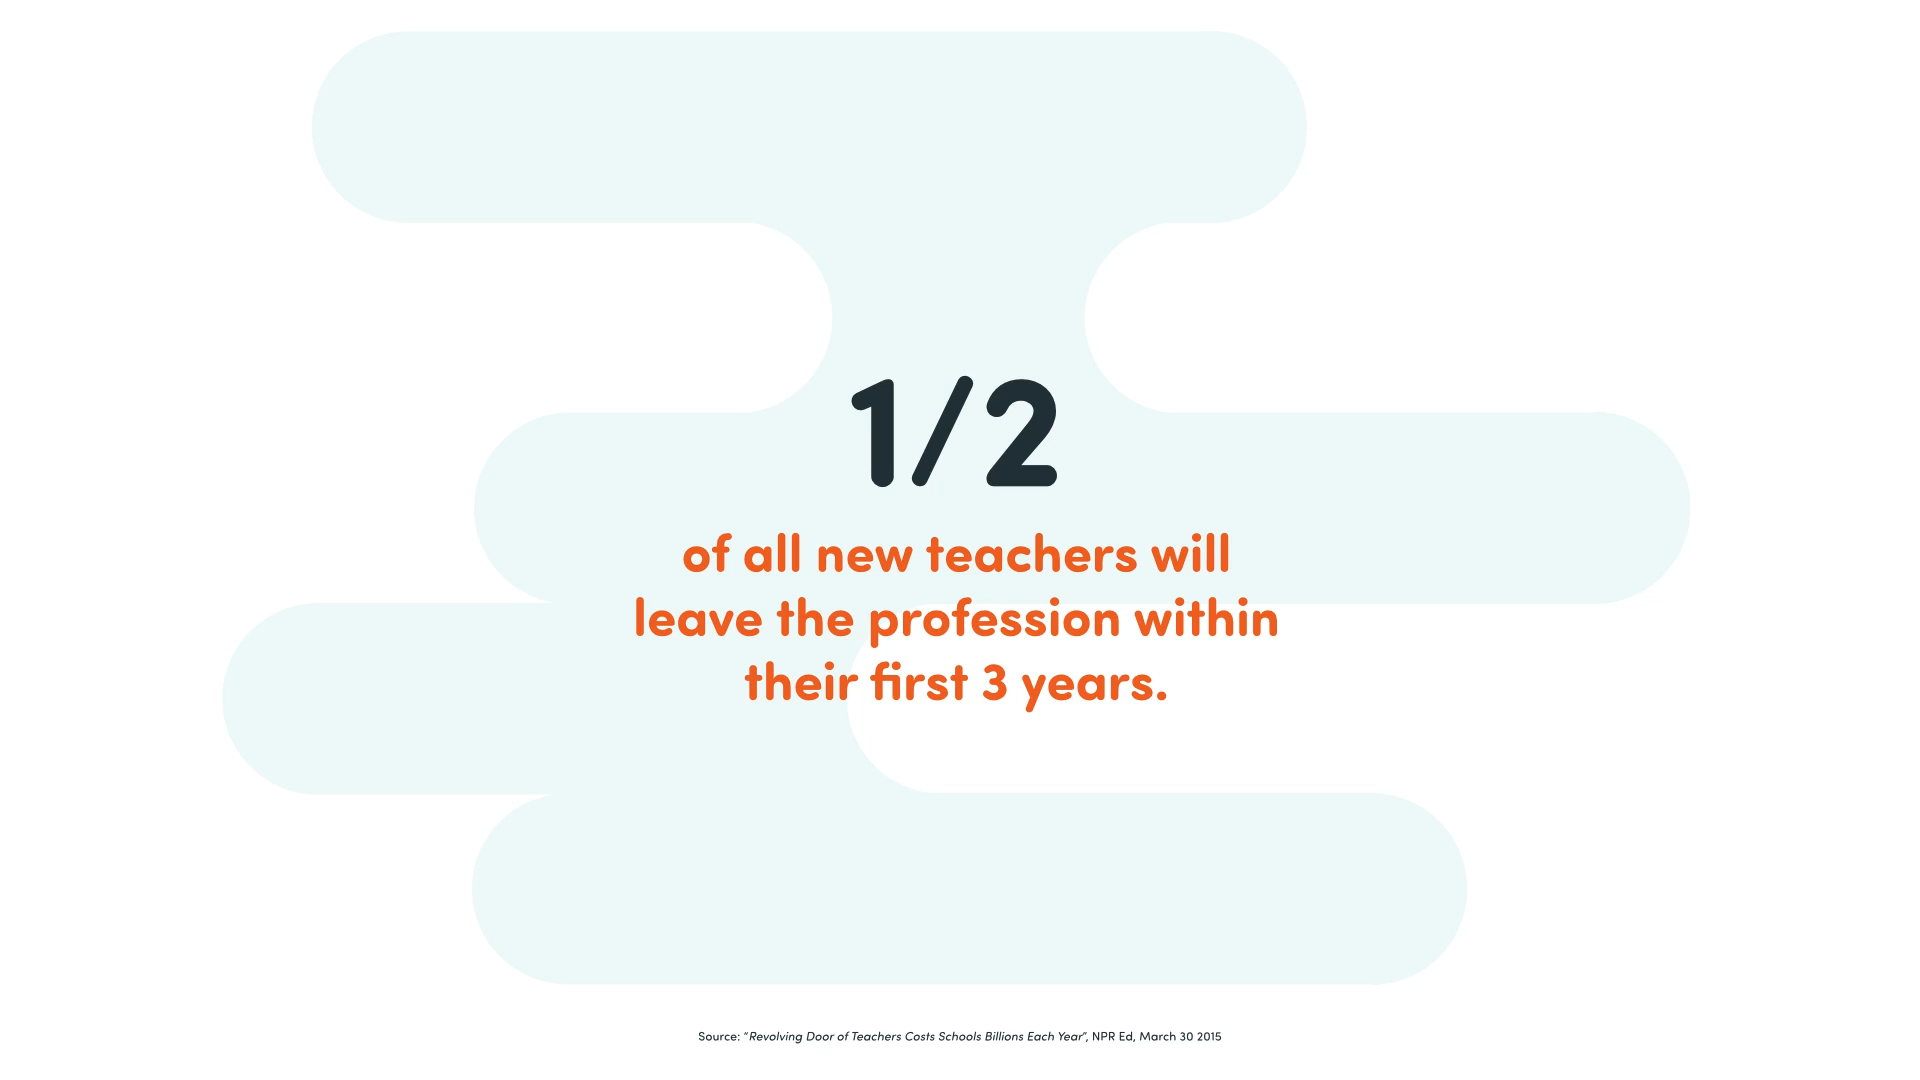 1/2
of all new teachers will
leave the profession within
their first 3 years.
Source: “Revolving Door of Teachers Costs Schools Billions Each Year”, NPR Ed, March 30 2015